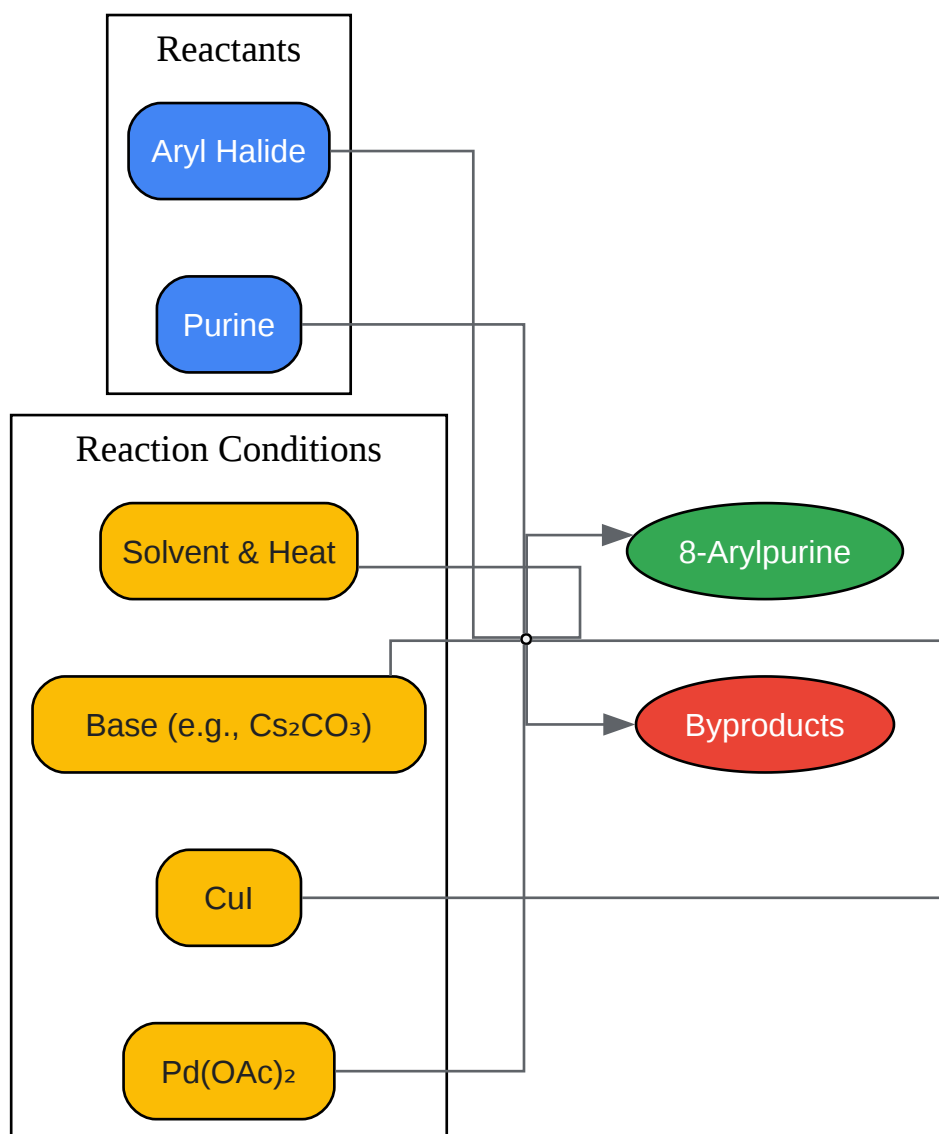 Reactants
Aryl Halide
Purine
Reaction Conditions
Solvent & Heat
8-Arylpurine
Base (e.g., Cs₂CO₃)
Byproducts
CuI
Pd(OAc)₂